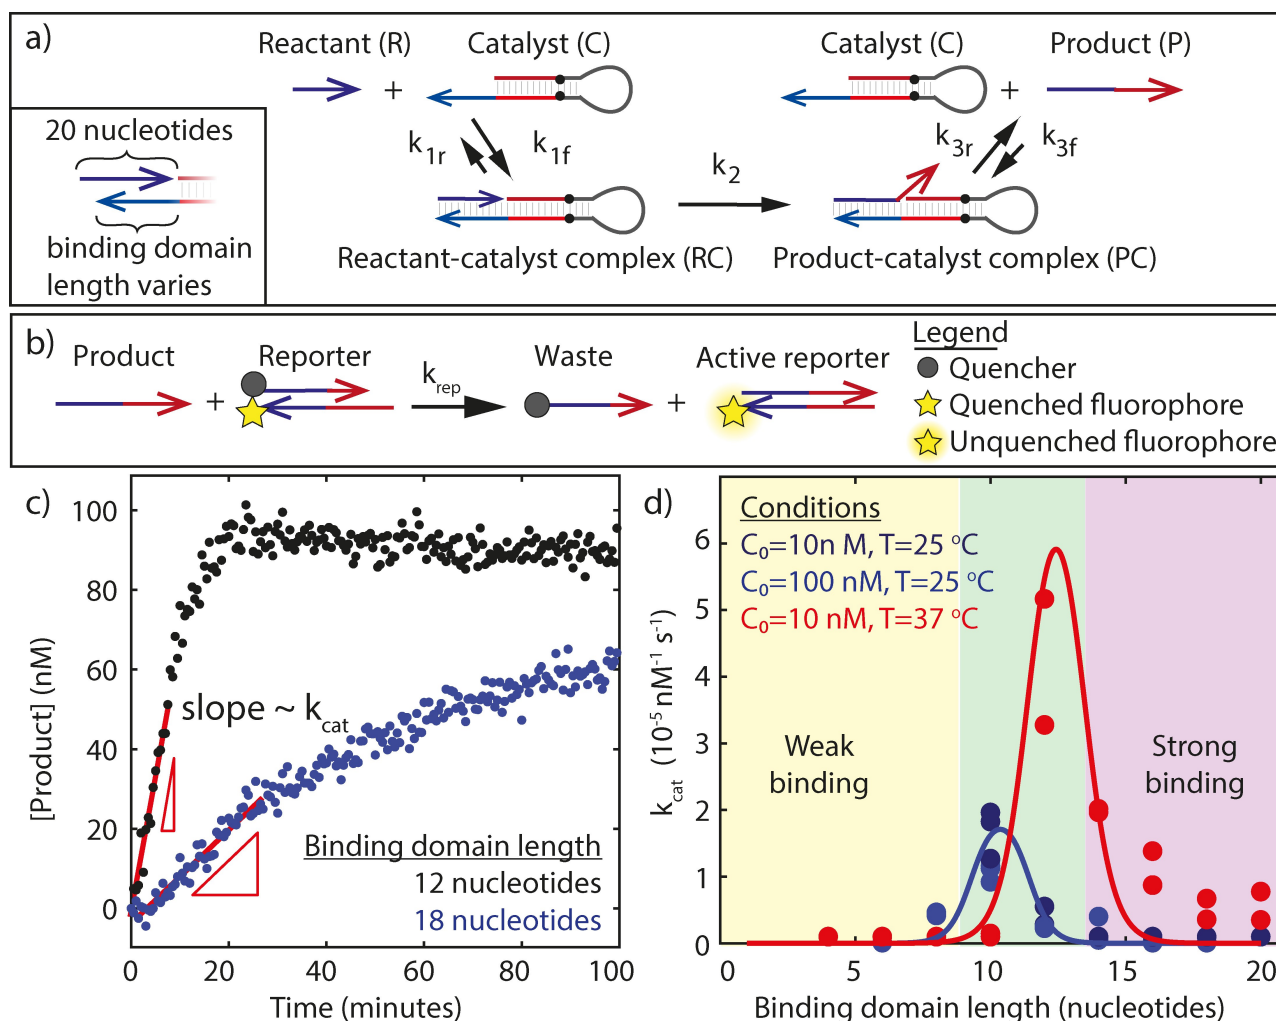 a)
Reactant (R)
Catalyst (C)
Catalyst (C)
Product (P)
+
+
20 nucleotides
binding domain
length varies
k1r
k1f
k2
k3r
k3f
Reactant-catalyst complex (RC)
Product-catalyst complex (PC)
b)
Product
Reporter
Waste
Active reporter
+
krep
+
Legend
Quencher
Quenched fluorophore
Unquenched fluorophore
c)
[Product] (nM)
100
80
60
40
20
0
slope ~ kcat
Binding domain length
12 nucleotides
18 nucleotides
0
20
40
60
80
100
Time (minutes)
d)
kcat (10⁻⁵ nM⁻¹ s⁻¹)
6
5
4
3
2
1
0
Conditions
C₀=10n M, T=25 °C
C₀=100 nM, T=25 °C
C₀=10 nM, T=37 °C
Weak
binding
Strong
binding
0
5
10
15
20
Binding domain length (nucleotides)